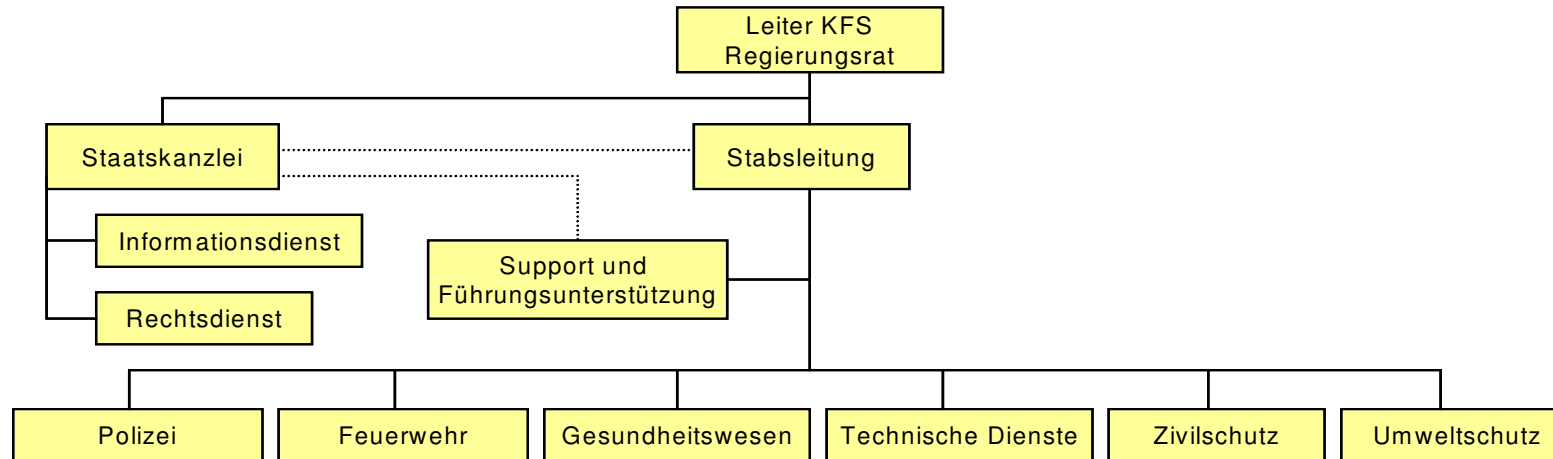 Leiter KFS
Regierungsrat
Staatskanzlei
Stabsleitung
Informationsdienst
Support und
Führungsunterstützung
Rechtsdienst
Polizei
Feuerwehr
Gesundheitswesen
Technische Dienste
Zivilschutz
Umweltschutz